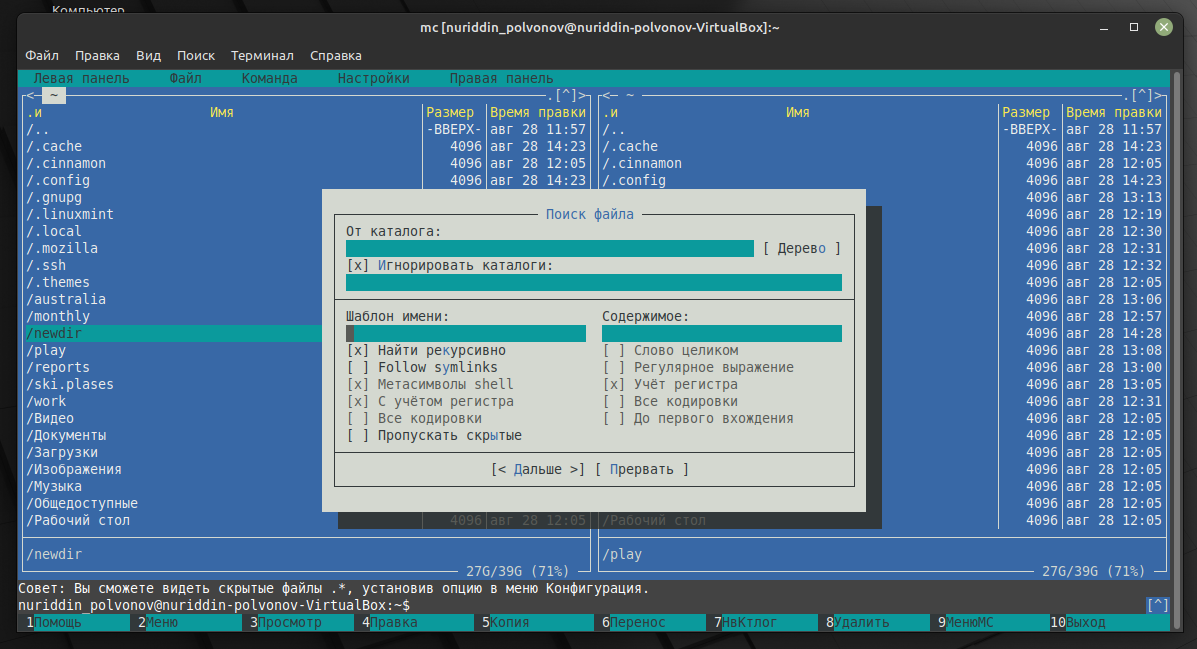 Компьютер
mc [nuriddin_polvonov@nuriddin-polvonov-VirtualBox]:~
Файл Правка Вид Поиск Терминал Справка
Левая панель Файл Команда Настройки Правая панель
<─ ~ .[^]> <─ ~ .[^]>
.и Имя Размер Время правки .и Имя Размер Время правки
/.. -ВВЕРХ- авг 28 11:57 /.. -ВВЕРХ- авг 28 11:57
/.cache 4096 авг 28 14:23 /.cache 4096 авг 28 14:23
/.cinnamon 4096 авг 28 12:05 /.cinnamon 4096 авг 28 12:05
/.config 4096 авг 28 14:23 /.config 4096 авг 28 14:23
/.gnupg 4096 авг 28 13:13
/.linuxmint Поиск файла 4096 авг 28 12:19
/.local От каталога: 4096 авг 28 12:30
/.mozilla [ Дерево ] 4096 авг 28 12:31
/.ssh [x] Игнорировать каталоги: 4096 авг 28 12:32
/.themes 4096 авг 28 12:05
/australia 4096 авг 28 13:06
/monthly Шаблон имени: Содержимое: 4096 авг 28 12:57
/newdir 4096 авг 28 14:28
/play [x] Найти рекурсивно [ ] Слово целиком 4096 авг 28 13:08
/reports [ ] Follow symlinks [ ] Регулярное выражение 4096 авг 28 13:00
/ski.plases [x] Метасимволы shell [x] Учёт регистра 4096 авг 28 13:05
/work [x] С учётом регистра [ ] Все кодировки 4096 авг 28 12:31
/Видео [ ] Все кодировки [ ] До первого вхождения 4096 авг 28 12:05
/Документы [ ] Пропускать скрытые 4096 авг 28 12:05
/Загрузки 4096 авг 28 12:05
/Изображения [< Дальше >] [ Прервать ] 4096 авг 28 12:05
/Музыка 4096 авг 28 12:05
/Общедоступные 4096 авг 28 12:05
/Рабочий стол 4096 авг 28 12:05 /Рабочий стол 4096 авг 28 12:05
/newdir /play
27G/39G (71%) 27G/39G (71%)
Совет: Вы сможете видеть скрытые файлы .*, установив опцию в меню Конфигурация.
nuriddin_polvonov@nuriddin-polvonov-VirtualBox:~$ [^]
1Помощь 2Меню 3Просмотр 4Правка 5Копия 6Перенос 7НвКтлог 8Удалить 9МенюМС 10Выход